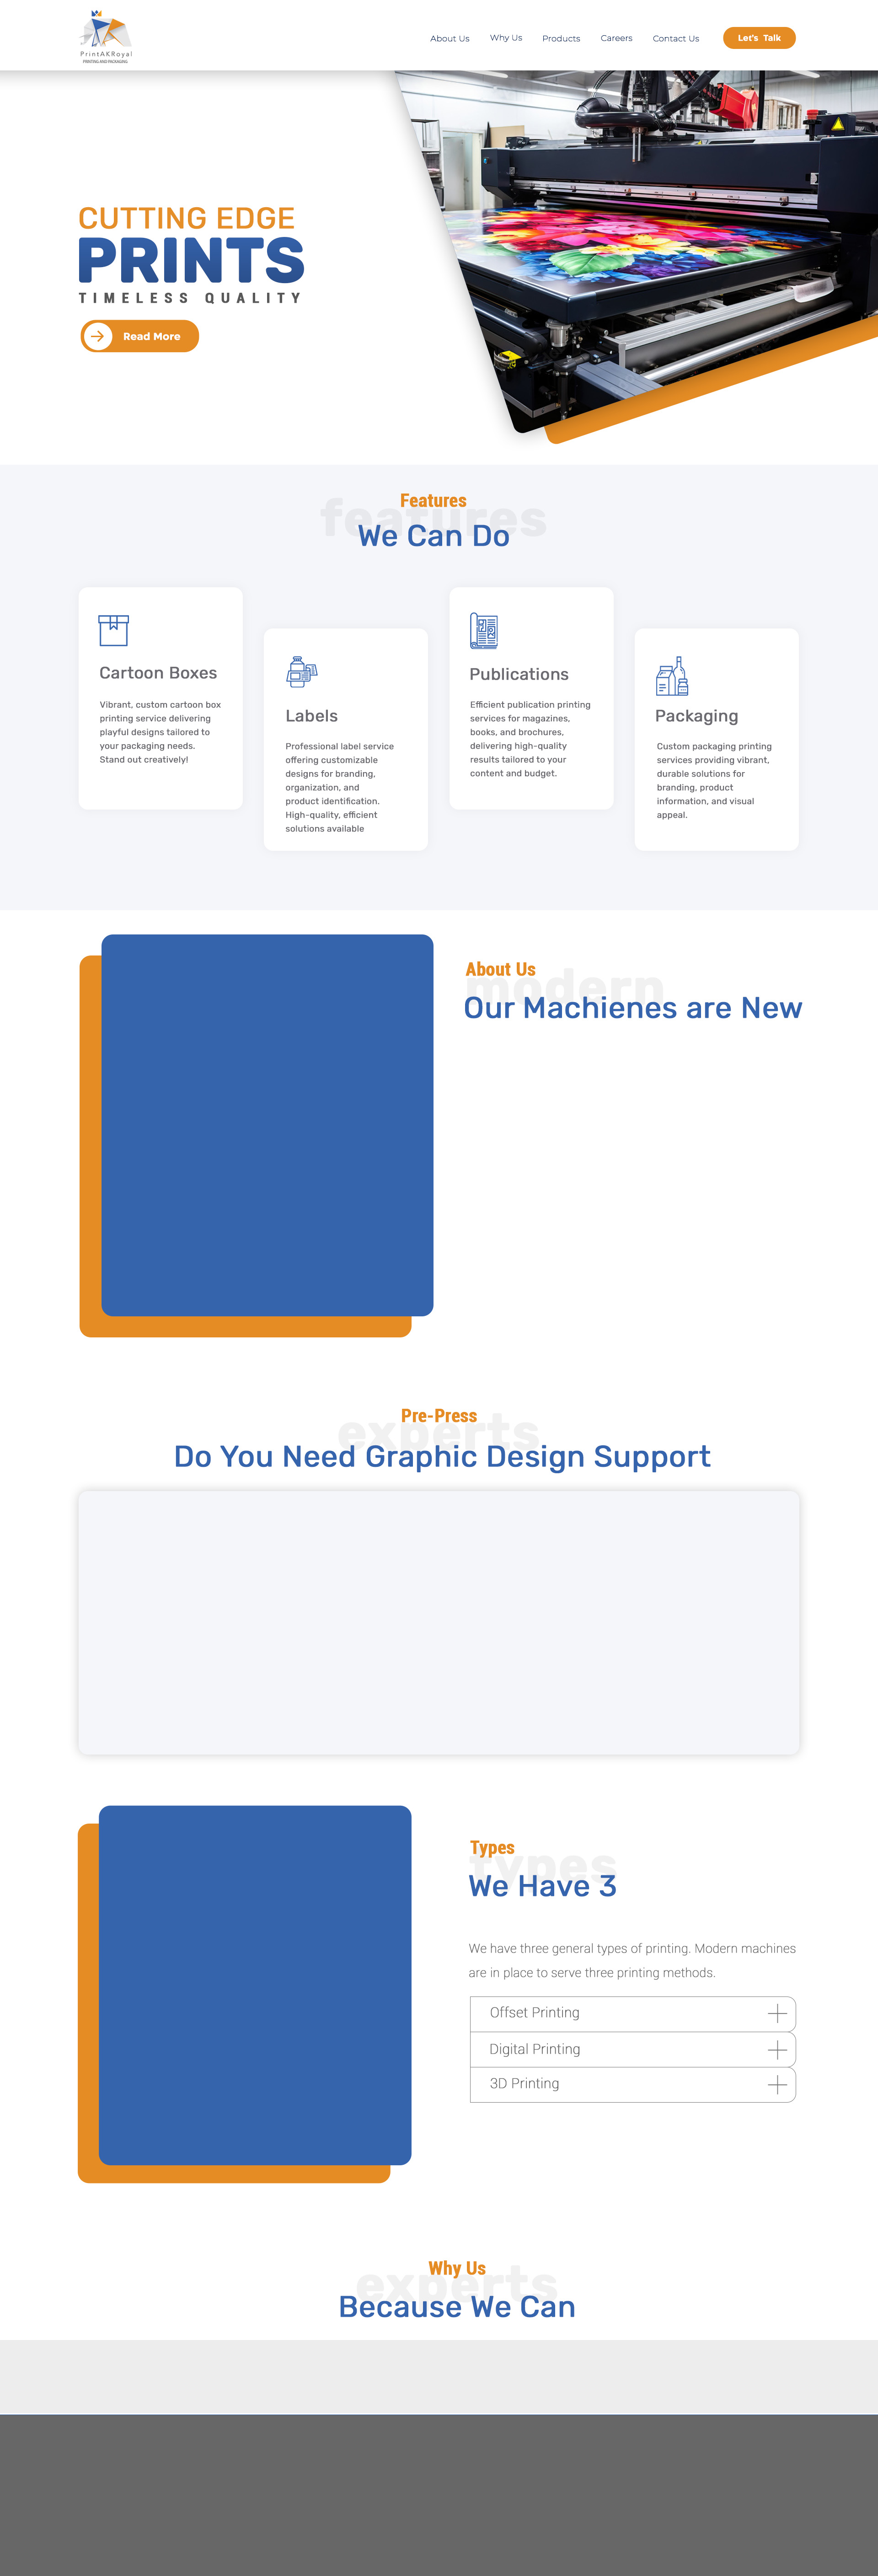 PrintAKRoyal
PRINTING AND PACKAGING
About Us
Why Us
Products
Careers
Contact Us
Let's Talk
CUTTING EDGE
PRINTS
TIMELESS QUALITY
Read More
features
Features
We Can Do
Cartoon Boxes
Vibrant, custom cartoon box
printing service delivering
playful designs tailored to
your packaging needs.
Stand out creatively!
Labels
Professional label service
offering customizable
designs for branding,
organization, and
product identification.
High-quality, efficient
solutions available
Publications
Efficient publication printing
services for magazines,
books, and brochures,
delivering high-quality
results tailored to your
content and budget.
Packaging
Custom packaging printing
services providing vibrant,
durable solutions for
branding, product
information, and visual
appeal.
About Us
modern
Our Machienes are New
Pre-Press
experts
Do You Need Graphic Design Support
Types
types
We Have 3
We have three general types of printing. Modern machines
are in place to serve three printing methods.
Offset Printing
Digital Printing
3D Printing
Why Us
experts
Because We Can